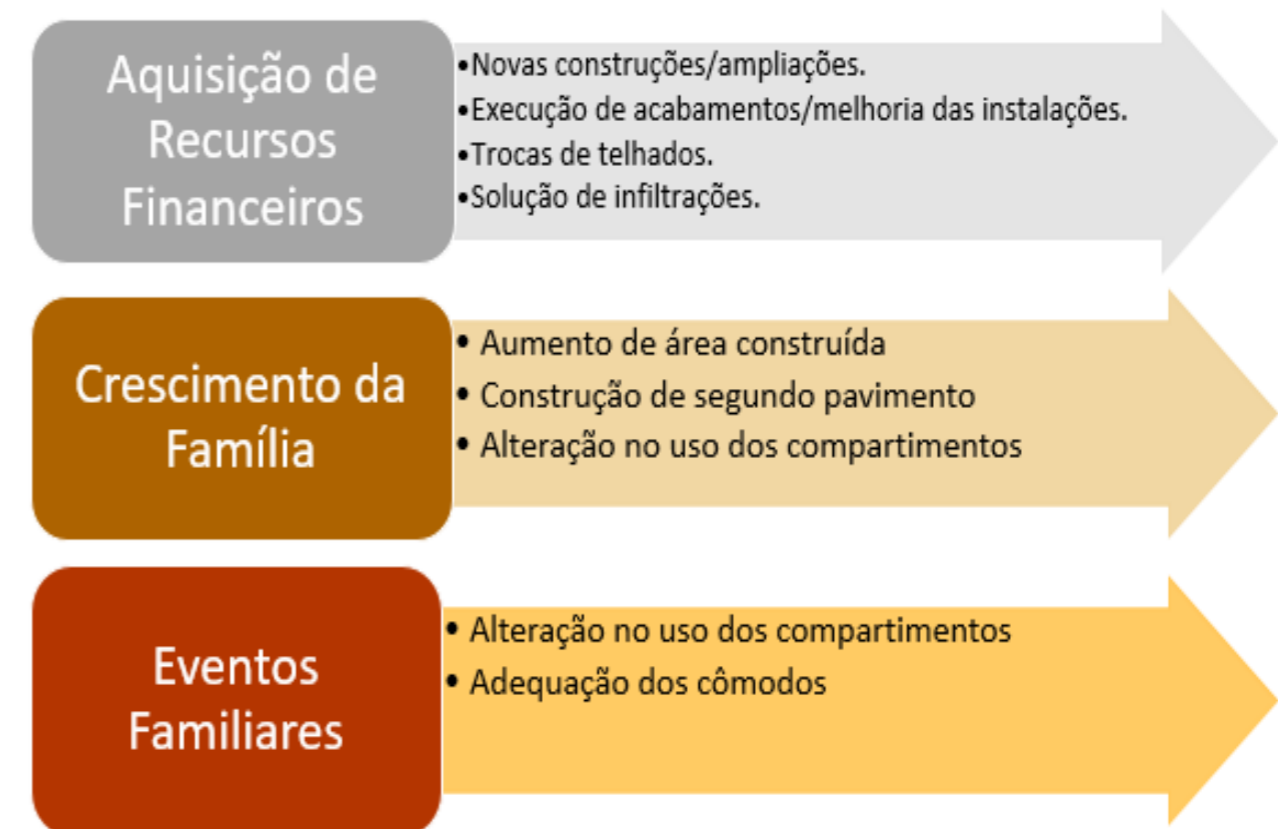 Aquisição de
Recursos
Financeiros
•Novas construções/ampliações.
•Execução de acabamentos/melhoria das instalações.
•Trocas de telhados.
•Solução de infiltrações.
Crescimento da
Família
• Aumento de área construída
• Construção de segundo pavimento
• Alteração no uso dos compartimentos
Eventos
Familiares
• Alteração no uso dos compartimentos
• Adequação dos cômodos